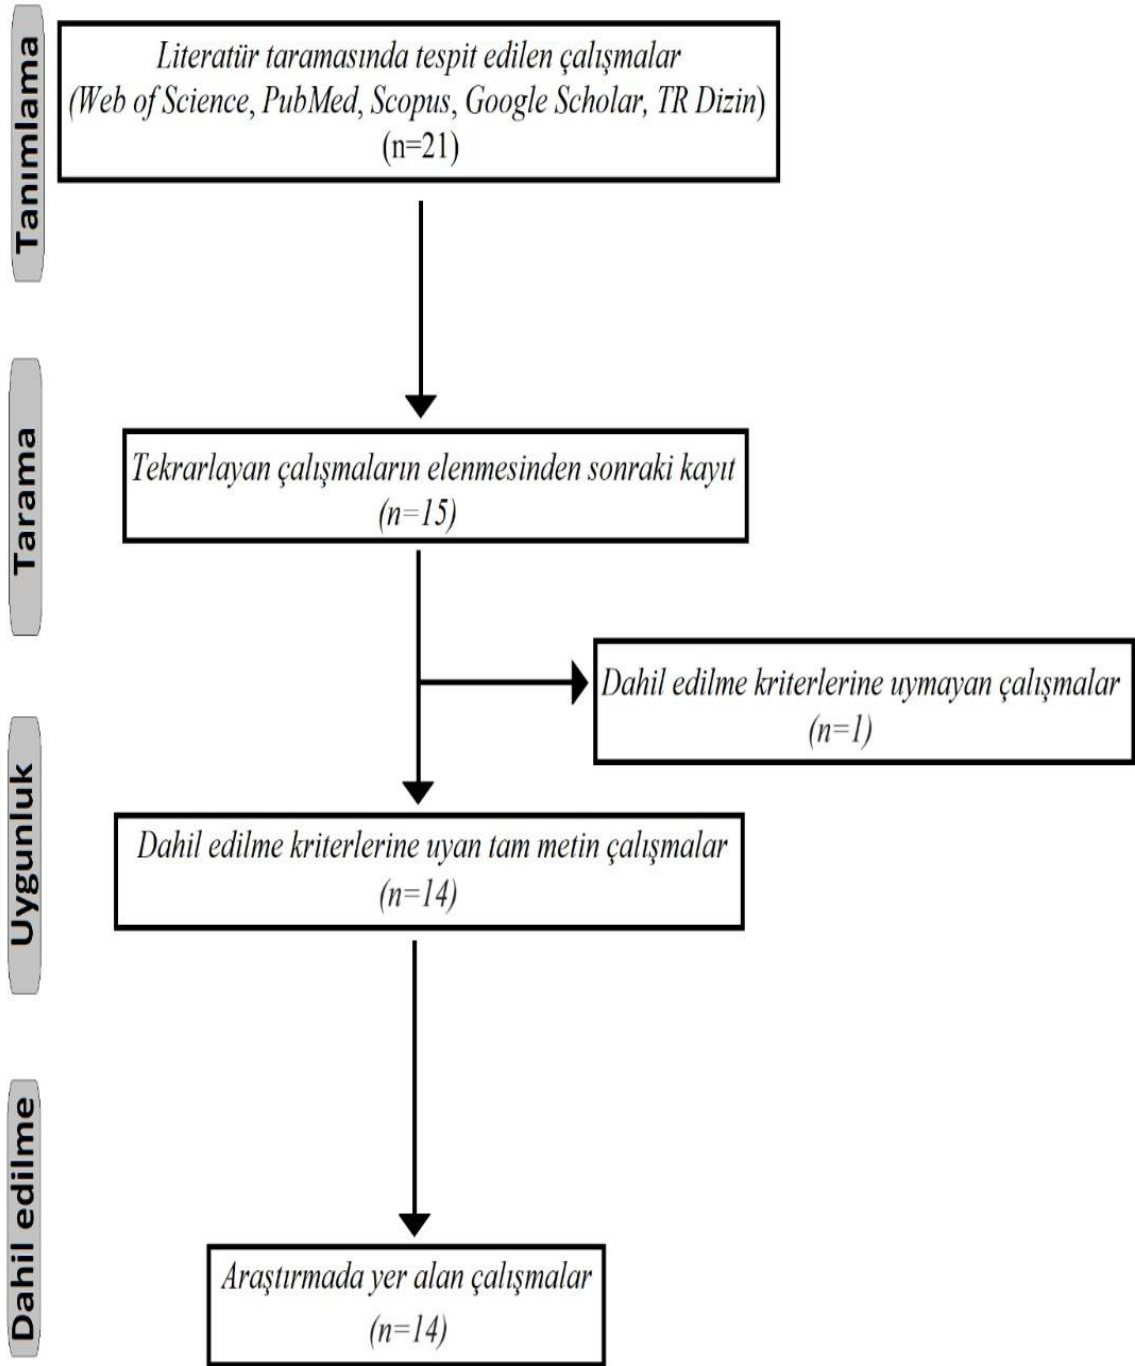 Tanımlama
Literatür taramasında tespit edilen çalışmalar
(Web of Science, PubMed, Scopus, Google Scholar, TR Dizin)
(n=21)
Tarama
Tekrarlayan çalışmaların elenmesinden sonraki kayıt
(n=15)
Dahil edilme kriterlerine uymayan çalışmalar
(n=1)
Uygunluk
Dahil edilme kriterlerine uyan tam metin çalışmalar
(n=14)
Dahil edilme
Araştırmada yer alan çalışmalar
(n=14)